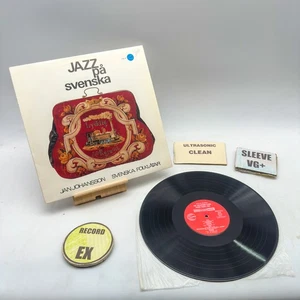 JAZZ
på
svenska
JAN JOHANSSON SVENSKA FOLKLÅTAR
ULTRASONIC
CLEAN
SLEEVE
VG+
RECORD
EX